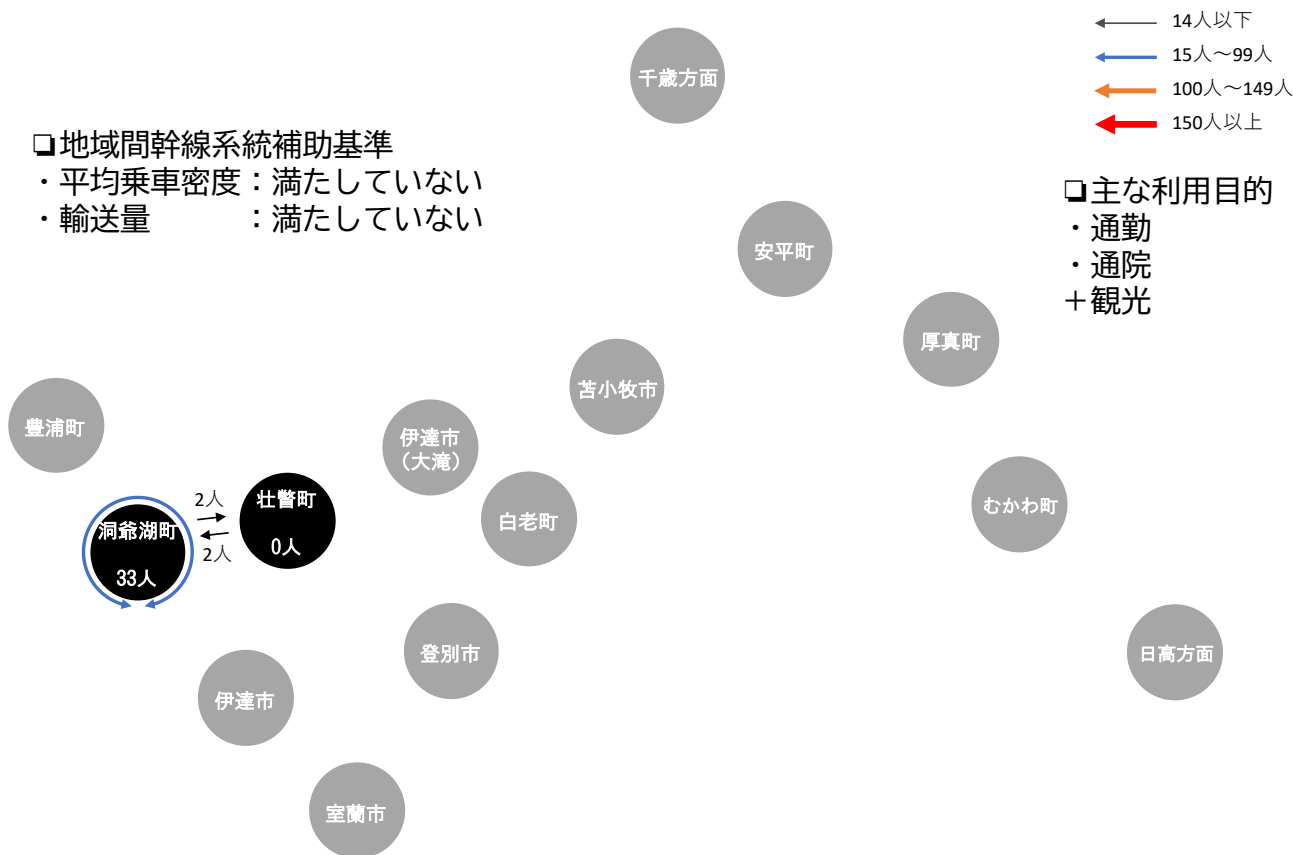 14人以下
15人～99人
100人～149人
150人以上
千歳方面
❏地域間幹線系統補助基準
・平均乗車密度：満たしていない
・輸送量　　　：満たしていない
❏主な利用目的
・通勤
・通院
＋観光
安平町
厚真町
苫小牧市
豊浦町
伊達市
（大滝）
壮瞥町
0人
2人
2人
洞爺湖町
33人
白老町
むかわ町
登別市
日高方面
伊達市
室蘭市